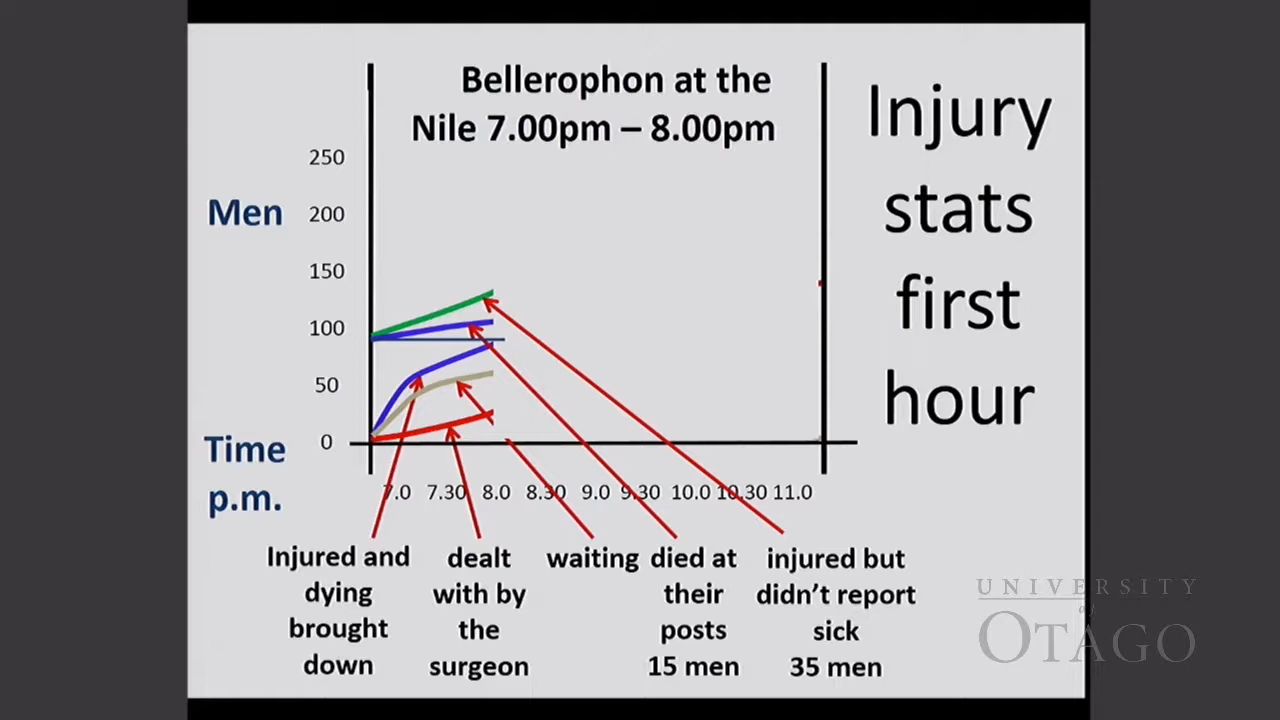 Bellerophon at the
Nile 7.00pm – 8.00pm
Injury
stats
first
hour
Men
250
200
150
100
50
0
Time
p.m.
7.0 7.30 8.0 8.30 9.0 9.30 10.0 10.30 11.0
Injured and
dying
brought
down
dealt
with by
the
surgeon
waiting
died at
their
posts
15 men
injured but
didn't report
sick
35 men
UNIVERSITY
of
OTAGO